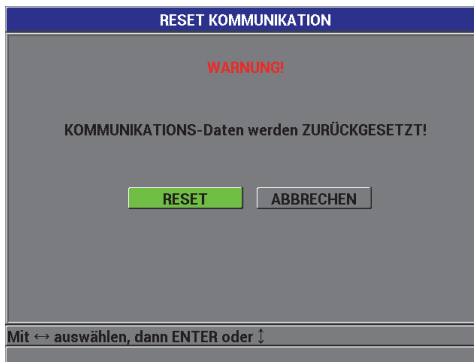 RESET KOMMUNIKATION
WARNUNG!
KOMMUNIKATIONS-Daten werden ZURÜCKGESETZT!
RESET ABBRECHEN
Mit ↔ auswählen, dann ENTER oder ↕